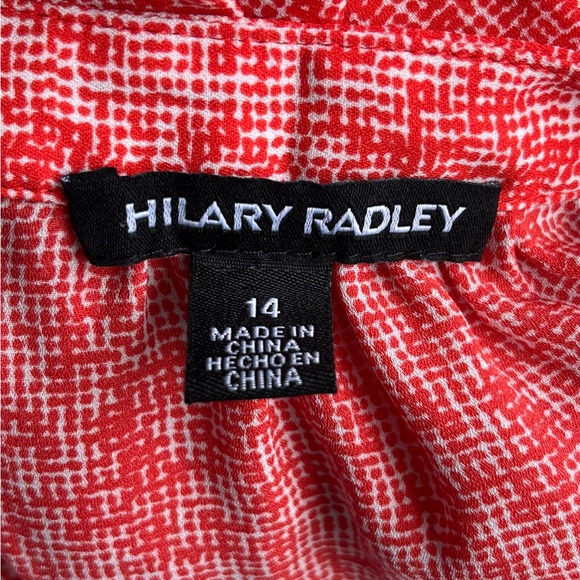 HILARY RADLEY
14
MADE IN
CHINA
HECHO EN
CHINA